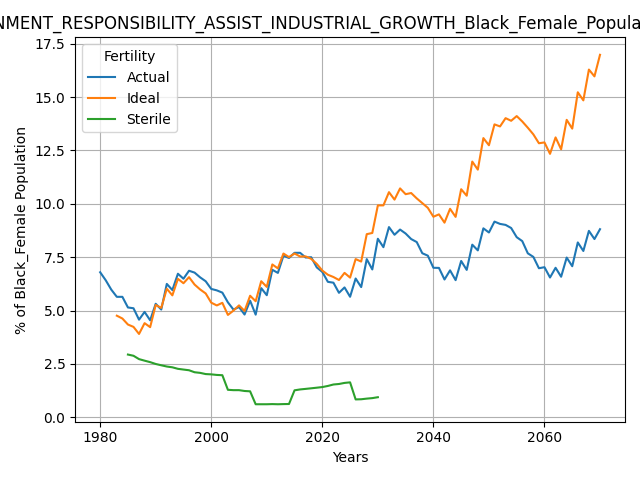 NMENT_RESPONSIBILITY_ASSIST_INDUSTRIAL_GROWTH_Black_Female_Popula
17.5
15.0
12.5
10.0
7.5
5.0
2.5
0.0
% of Black_Female Population
Fertility
Actual
Ideal
Sterile
1980
2000
2020
2040
2060
Years